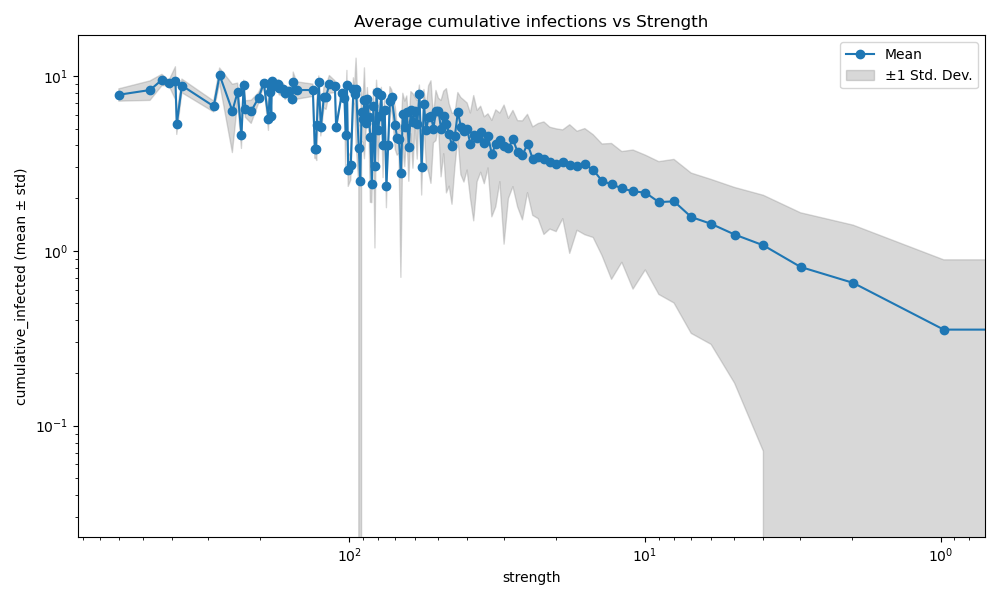 Average cumulative infections vs Strength
Mean
±1 Std. Dev.
cumulative_infected (mean ± std)
10¹
10⁰
10⁻¹
10²
10¹
10⁰
strength